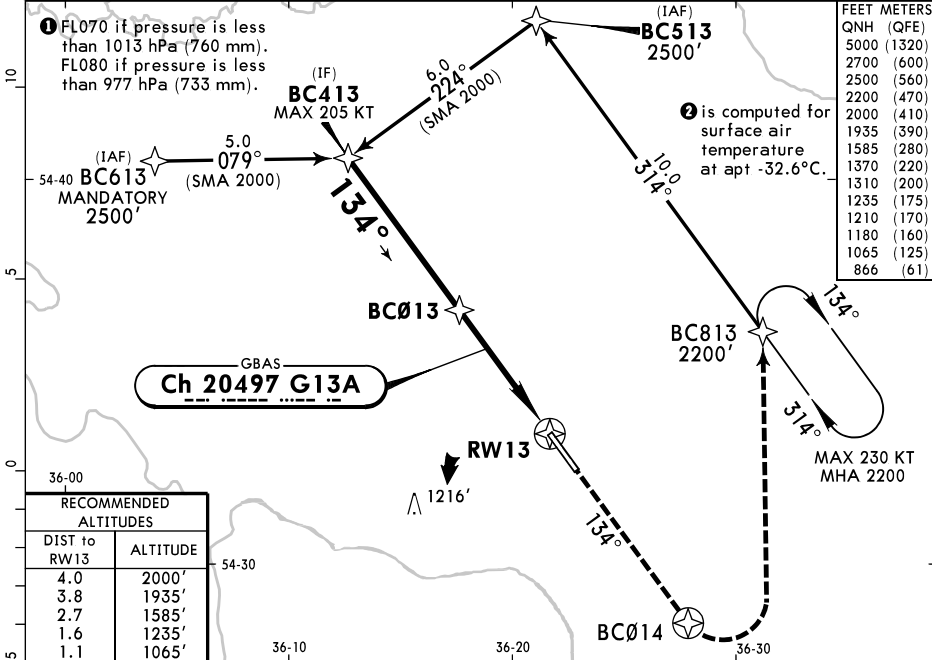 ❶ FL070 if pressure is less
than 1013 hPa (760 mm).
FL080 if pressure is less
than 977 hPa (733 mm).
(IAF)
BC513
2500'
FEET METERS
QNH (QFE)
5000 (1320)
2700 (600)
2500 (560)
2200 (470)
2000 (410)
1935 (390)
1585 (280)
1370 (220)
1310 (200)
1235 (175)
1210 (170)
1180 (160)
1065 (125)
866 (61)
6.0
224°
(SMA 2000)
(IF)
BC413
MAX 205 KT
❷ is computed for
surface air
temperature
at apt -32.6°C.
10
5.0
079°
(SMA 2000)
(IAF)
BC613
MANDATORY
2500'
54-40
10.0
314°
134°
5
BCØ13
134°
BC813
2200'
GBAS
Ch 20497 G13A
314°
MAX 230 KT
MHA 2200
RW13
0
36-00
1216'
134°
RECOMMENDED
ALTITUDES
DIST to
RW13
ALTITUDE
4.0 2000'
3.8 1935'
2.7 1585'
1.6 1235'
1.1 1065'
54-30
BCØ14
5
36-10
36-20
36-30